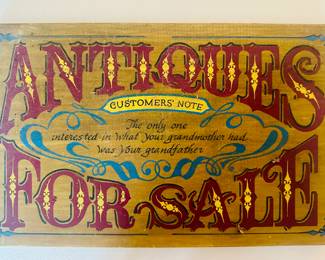 ANTIQUES
CUSTOMERS' NOTE
The only one
interested in What Your grandmother had
Was Your grandfather
FOR SALE